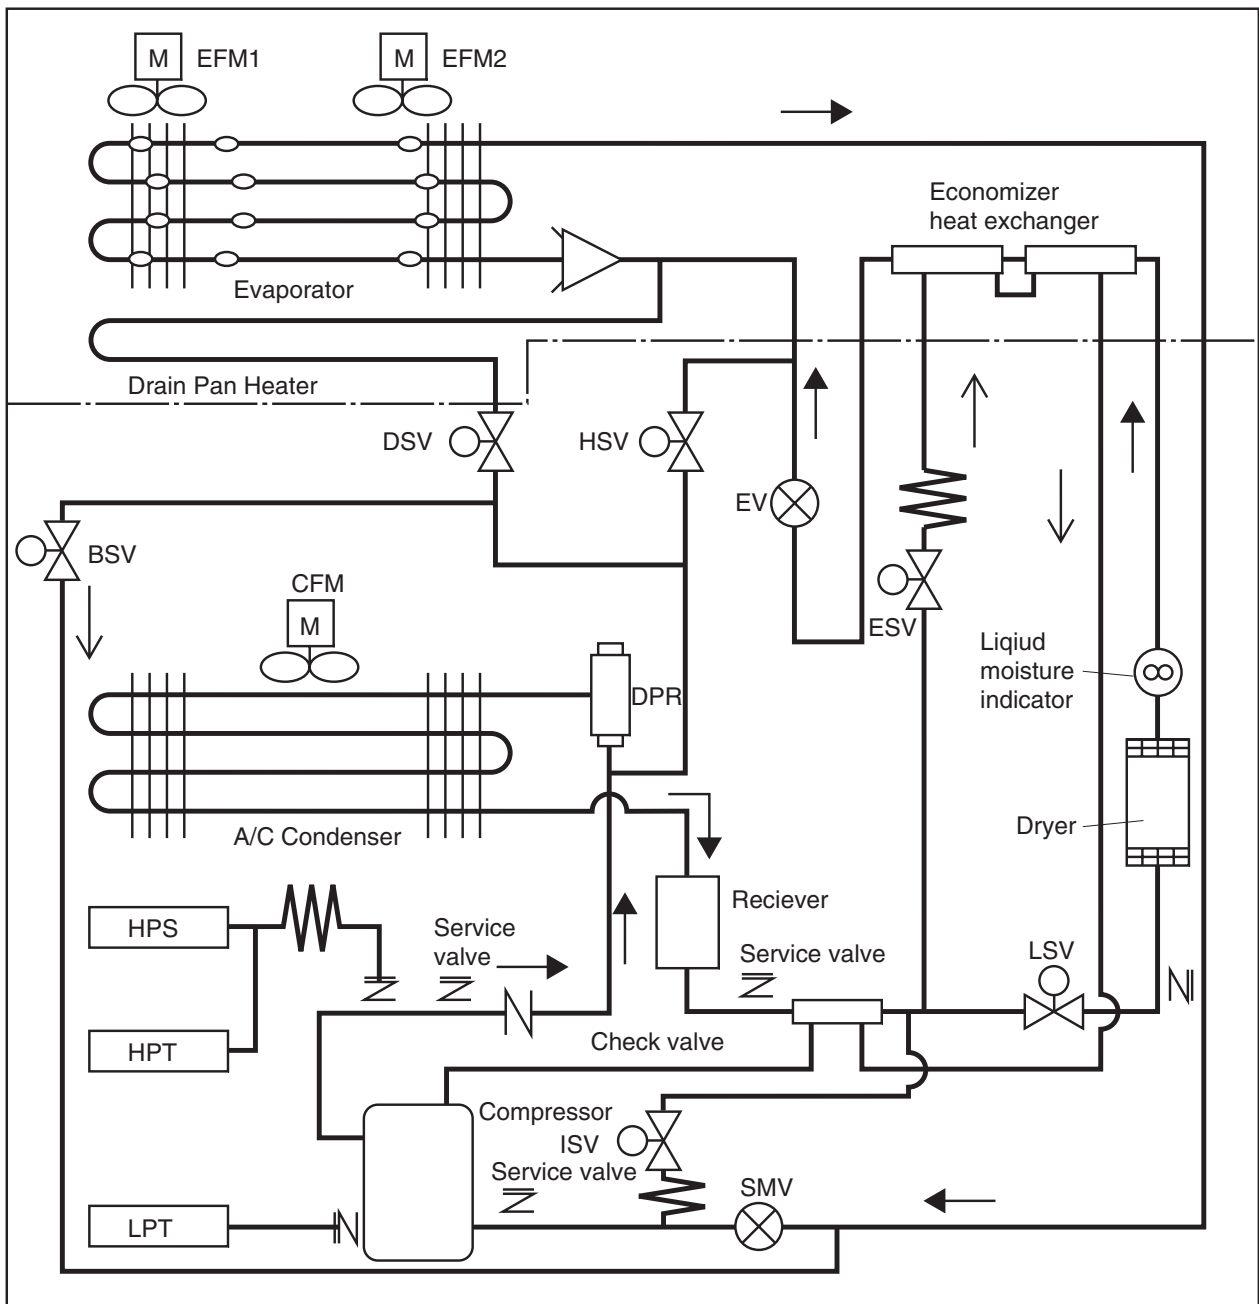 M EFM1
M EFM2
Economizer
heat exchanger
Evaporator
Drain Pan Heater
DSV
HSV
EV
BSV
ESV
CFM
M
Liqiud
moisture
indicator
DPR
Dryer
A/C Condenser
HPS
Service
valve
Reciever
Service valve
LSV
HPT
Check valve
Compressor
ISV
Service valve
SMV
LPT